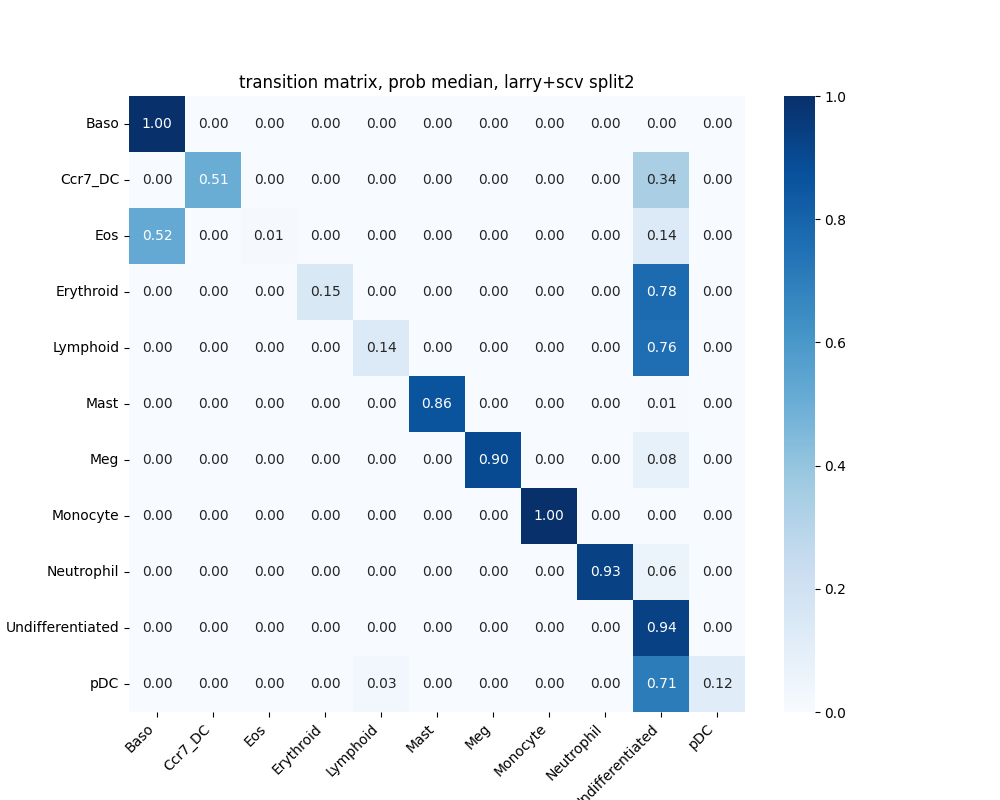 transition matrix, prob median, larry+scv split2
Baso 1.00 0.00 0.00 0.00 0.00 0.00 0.00 0.00 0.00 0.00 0.00
Ccr7_DC 0.00 0.51 0.00 0.00 0.00 0.00 0.00 0.00 0.00 0.34 0.00
Eos 0.52 0.00 0.01 0.00 0.00 0.00 0.00 0.00 0.00 0.14 0.00
Erythroid 0.00 0.00 0.00 0.15 0.00 0.00 0.00 0.00 0.00 0.78 0.00
Lymphoid 0.00 0.00 0.00 0.00 0.14 0.00 0.00 0.00 0.00 0.76 0.00
Mast 0.00 0.00 0.00 0.00 0.00 0.86 0.00 0.00 0.00 0.01 0.00
Meg 0.00 0.00 0.00 0.00 0.00 0.00 0.90 0.00 0.00 0.08 0.00
Monocyte 0.00 0.00 0.00 0.00 0.00 0.00 0.00 1.00 0.00 0.00 0.00
Neutrophil 0.00 0.00 0.00 0.00 0.00 0.00 0.00 0.00 0.93 0.06 0.00
Undifferentiated 0.00 0.00 0.00 0.00 0.00 0.00 0.00 0.00 0.00 0.94 0.00
pDC 0.00 0.00 0.00 0.00 0.03 0.00 0.00 0.00 0.00 0.71 0.12
Baso Ccr7_DC Eos Erythroid Lymphoid Mast Meg Monocyte Neutrophil ndifferentiated pDC
1.0
0.8
0.6
0.4
0.2
0.0